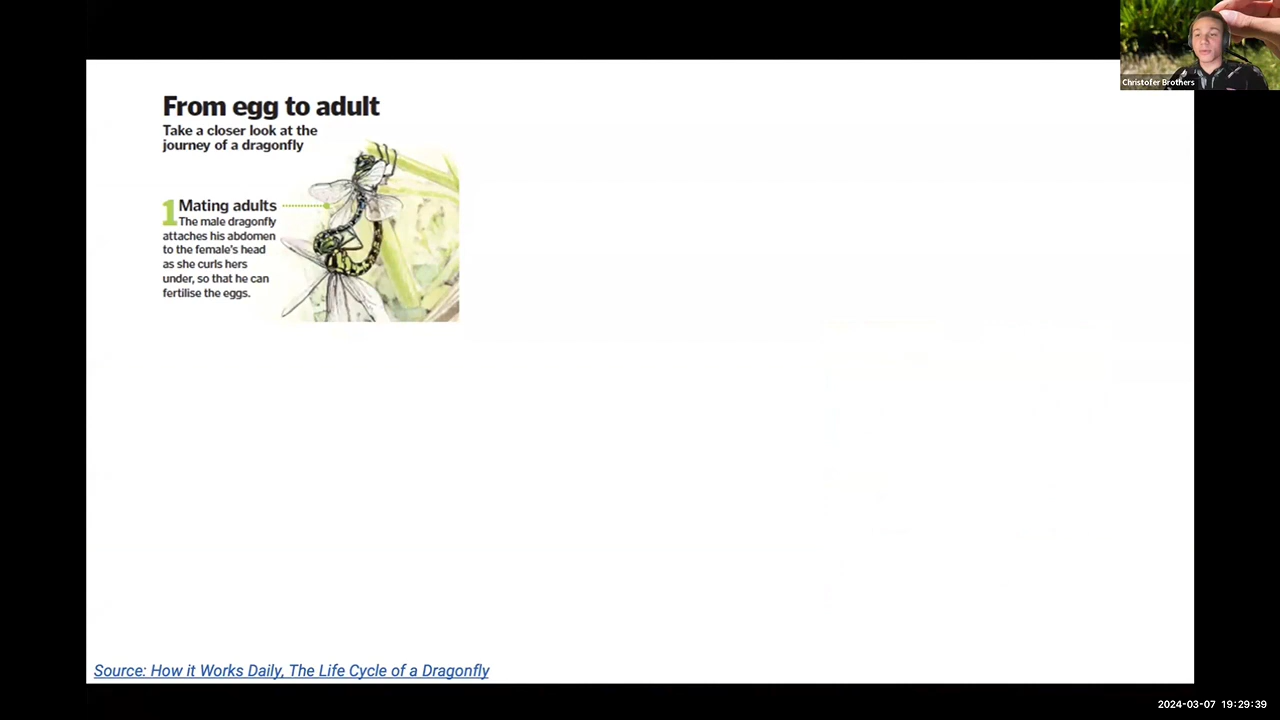 Christofer Brothers
From egg to adult
Take a closer look at the
journey of a dragonfly
1 Mating adults
The male dragonfly
attaches his abdomen
to the female's head
as she curls hers
under, so that he can
fertilise the eggs.
Source: How it Works Daily, The Life Cycle of a Dragonfly
2024-03-07 19:29:39